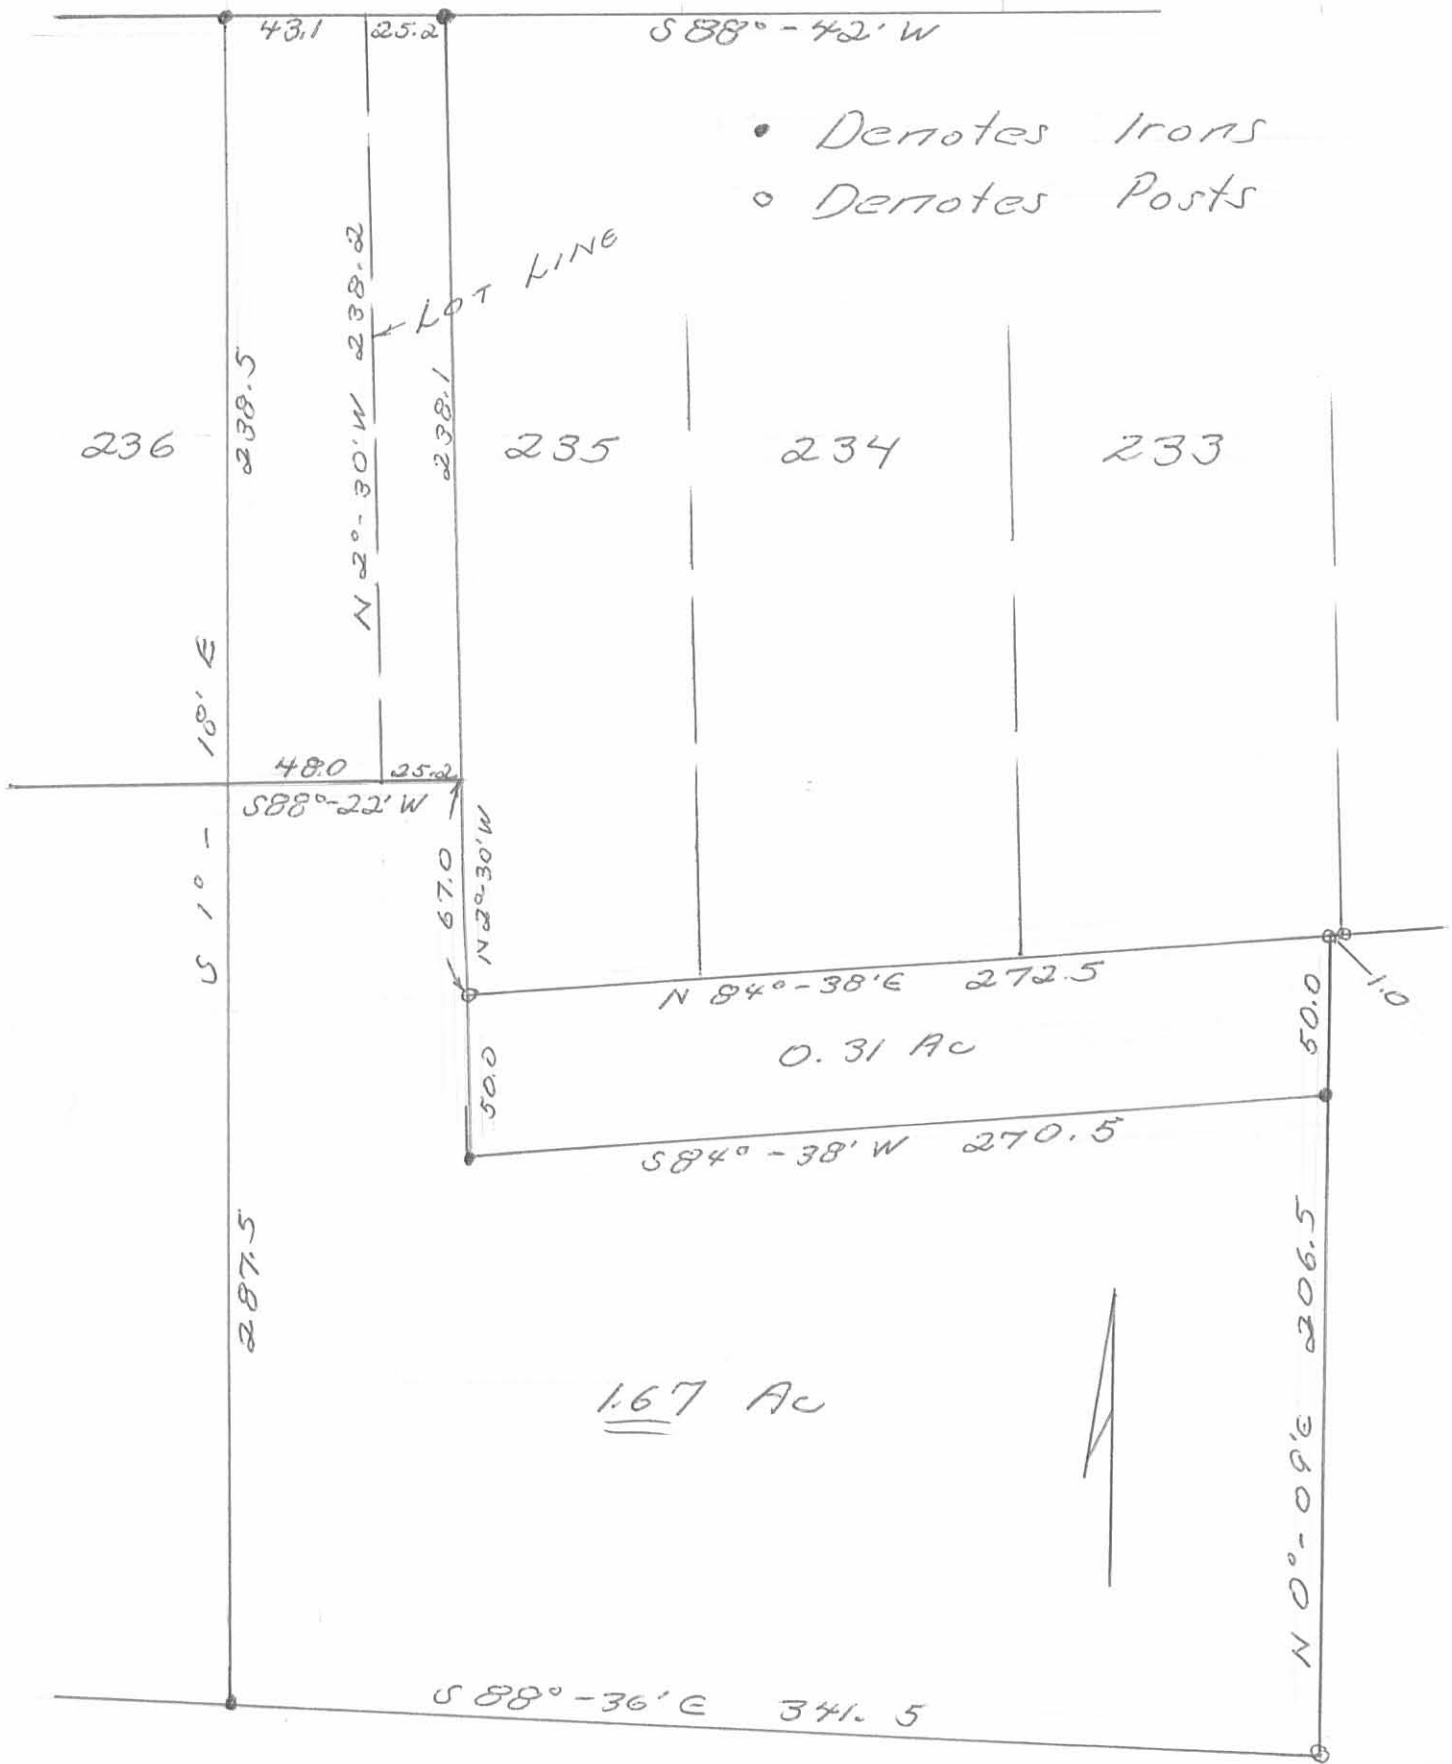 43.1 25.2 S 88°-42' W
• Denotes Irons
o Denotes Posts
LOT LINE
N 2°-30' W 238.2
238.5
238.1
236 235 234 233
S 1°-18' E
48.0 25.2
S88°-22' W
67.0
N 2°-30' W
N 84°-38' E 272.5
1.0
50.0
0.31 Ac
50.0
S84°-38' W 270.5
287.5
N 0°-09' E 206.5
1.67 Ac
S 88°-36' E 341.5